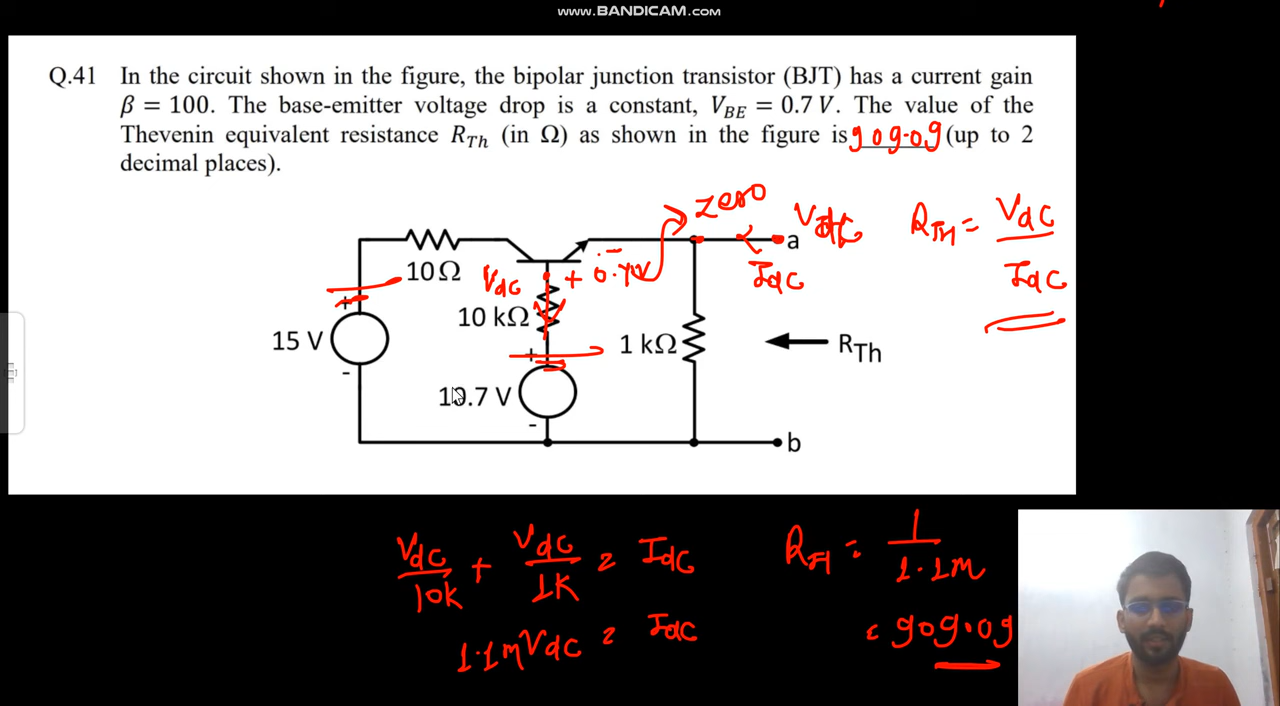 www.BANDICAM.com
Q.41 In the circuit shown in the figure, the bipolar junction transistor (BJT) has a current gain
β = 100. The base-emitter voltage drop is a constant, V_BE = 0.7 V. The value of the
Thevenin equivalent resistance R_Th (in Ω) as shown in the figure is 909.09 (up to 2
decimal places).
zero
Vdc
a
Idc
R_TH = Vdc / Idc
10Ω
Vdc
+ 0.7V -
10 kΩ
15 V
+
-
+
10.7 V
-
1 kΩ
R_Th
b
Vdc/10k + Vdc/1k = Idc
1.1m Vdc = Idc
R_TH = 1/1.1m
= 909.09